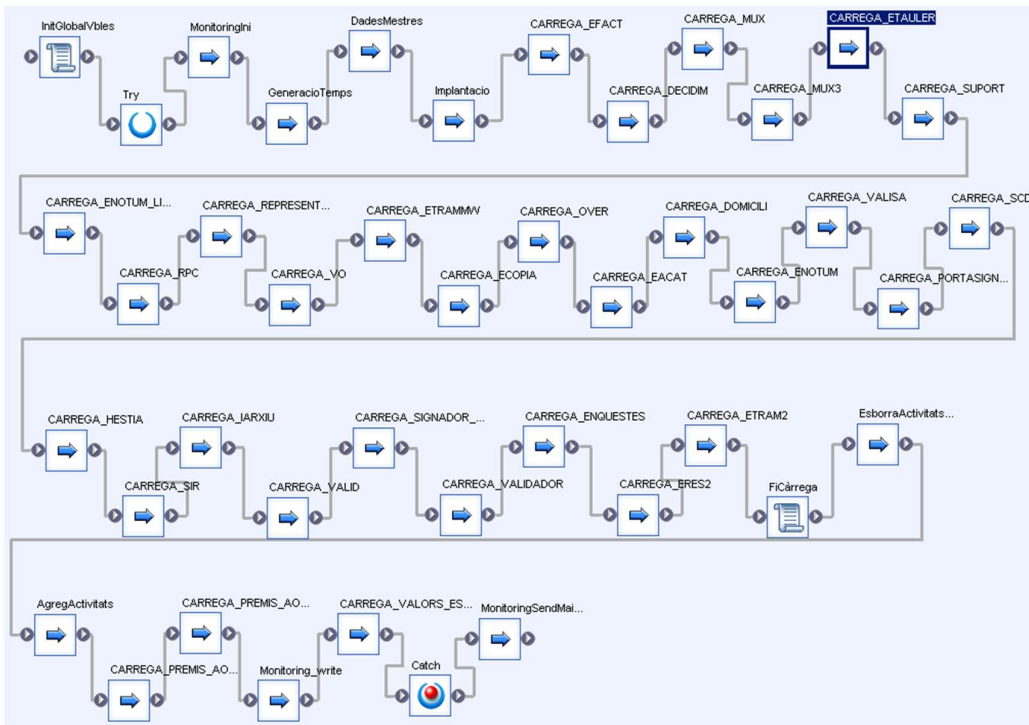 InitGlobalVbles
Try
MonitoringIni
GeneracioTemps
DadesMestres
Implantacio
CARREGA_EFACT
CARREGA_DECIDIM
CARREGA_MUX
CARREGA_MUX3
CARREGA_ETAULER
CARREGA_SUPORT
CARREGA_ENOTUM_LI...
CARREGA_RPC
CARREGA_REPRESENT...
CARREGA_VO
CARREGA_ETRAMMW
CARREGA_ECOPIA
CARREGA_OVER
CARREGA_EACAT
CARREGA_DOMICILI
CARREGA_ENOTUM
CARREGA_VALISA
CARREGA_PORTASIGN...
CARREGA_SCD
CARREGA_HESTIA
CARREGA_SIR
CARREGA_IARXIU
CARREGA_VALID
CARREGA_SIGNADOR_...
CARREGA_VALIDADOR
CARREGA_ENQUESTES
CARREGA_ERES2
CARREGA_ETRAM2
FiCàrrega
EsborraActivitats...
AgregActivitats
CARREGA_PREMIS_AO...
CARREGA_PREMIS_AO...
Monitoring_write
CARREGA_VALORS_ES...
Catch
MonitoringSendMai...